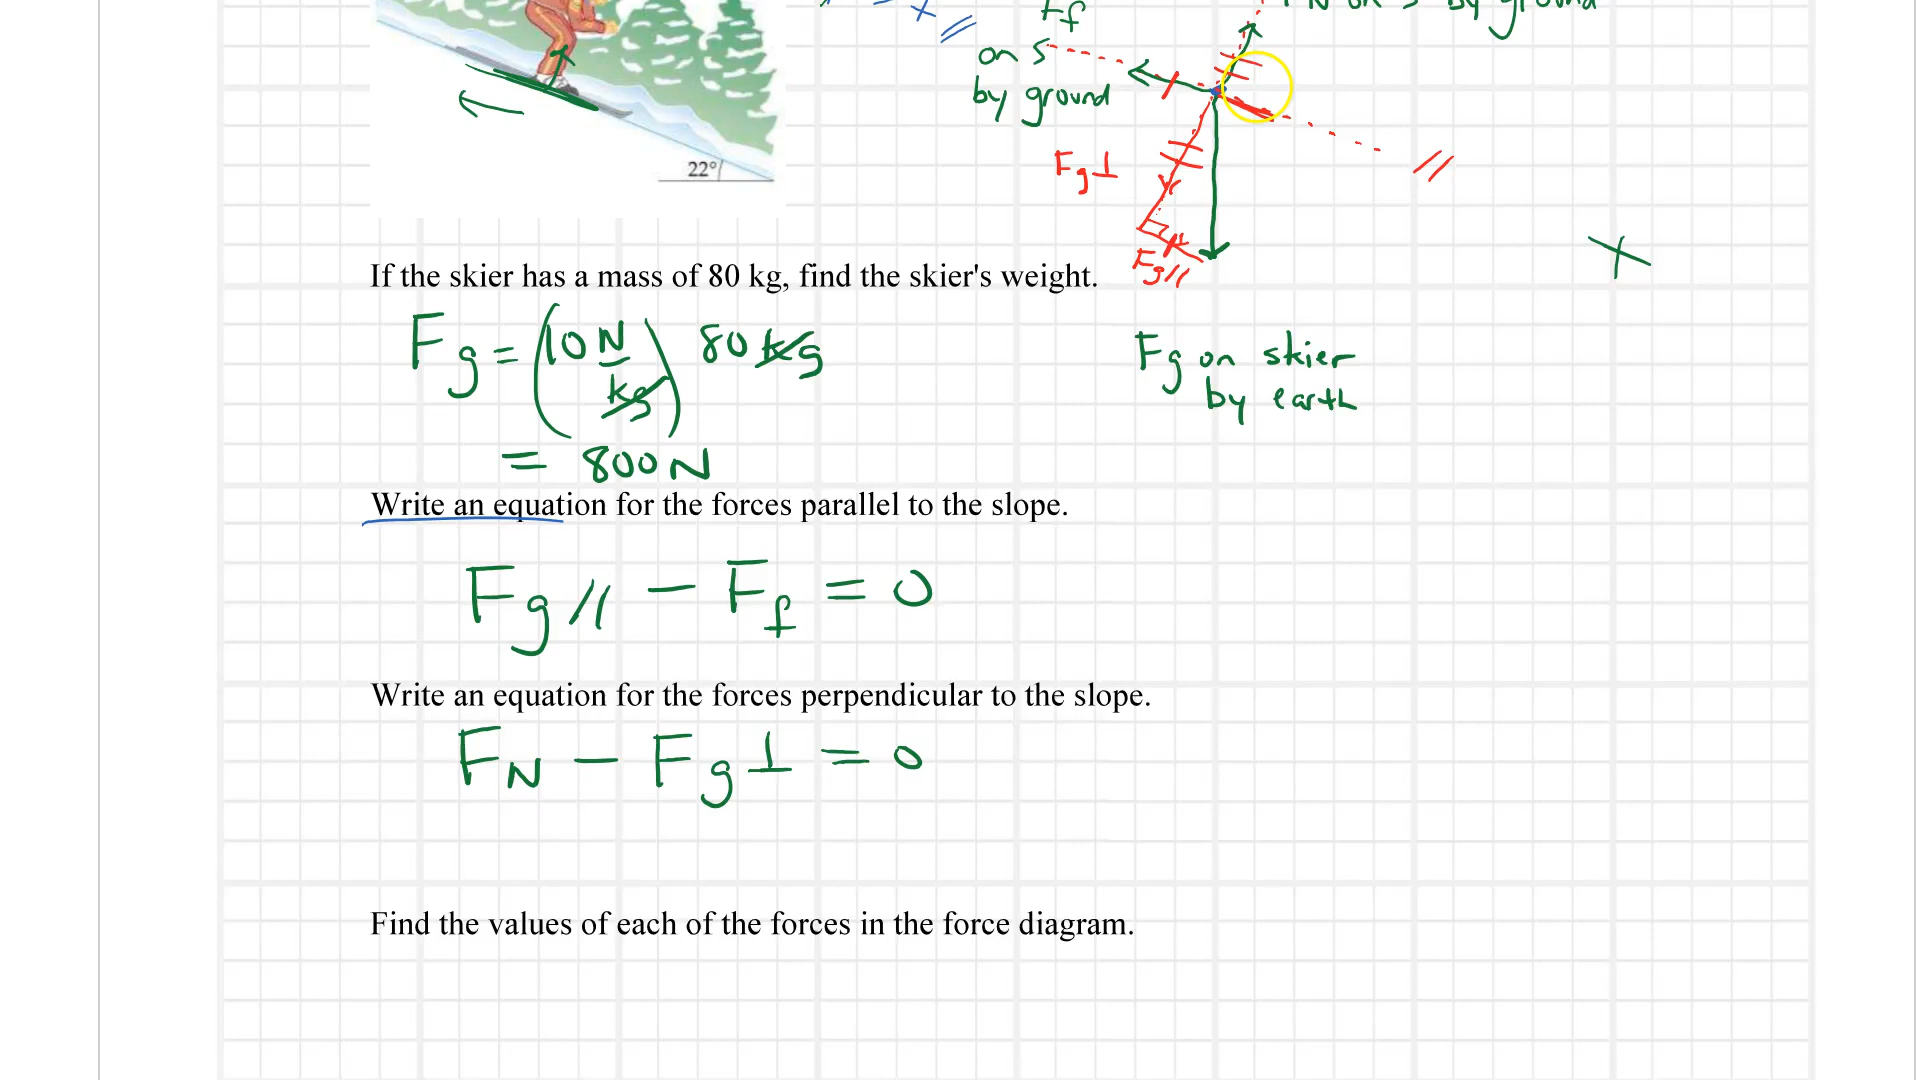 Ff
on S
by ground
N on s by ground
Fg⊥
//
22°
Fg//
If the skier has a mass of 80 kg, find the skier's weight.
Fg = (10 N/kg) 80 kg
= 800 N
Fg on skier
by earth
Write an equation for the forces parallel to the slope.
Fg// − Ff = 0
Write an equation for the forces perpendicular to the slope.
FN − Fg⊥ = 0
Find the values of each of the forces in the force diagram.